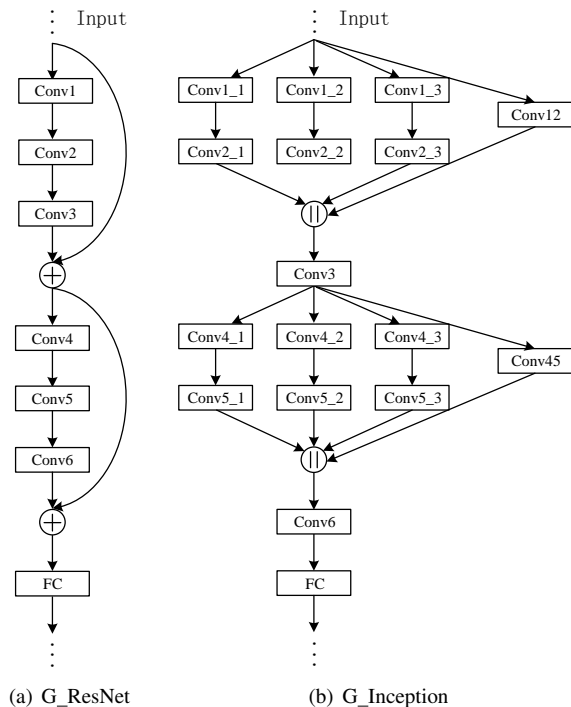 Input
Conv1
Conv2
Conv3
Conv4
Conv5
Conv6
FC
(a) G_ResNet
Input
Conv1_1 Conv1_2 Conv1_3
Conv12
Conv2_1 Conv2_2 Conv2_3
||
Conv3
Conv4_1 Conv4_2 Conv4_3
Conv45
Conv5_1 Conv5_2 Conv5_3
||
Conv6
FC
(b) G_Inception